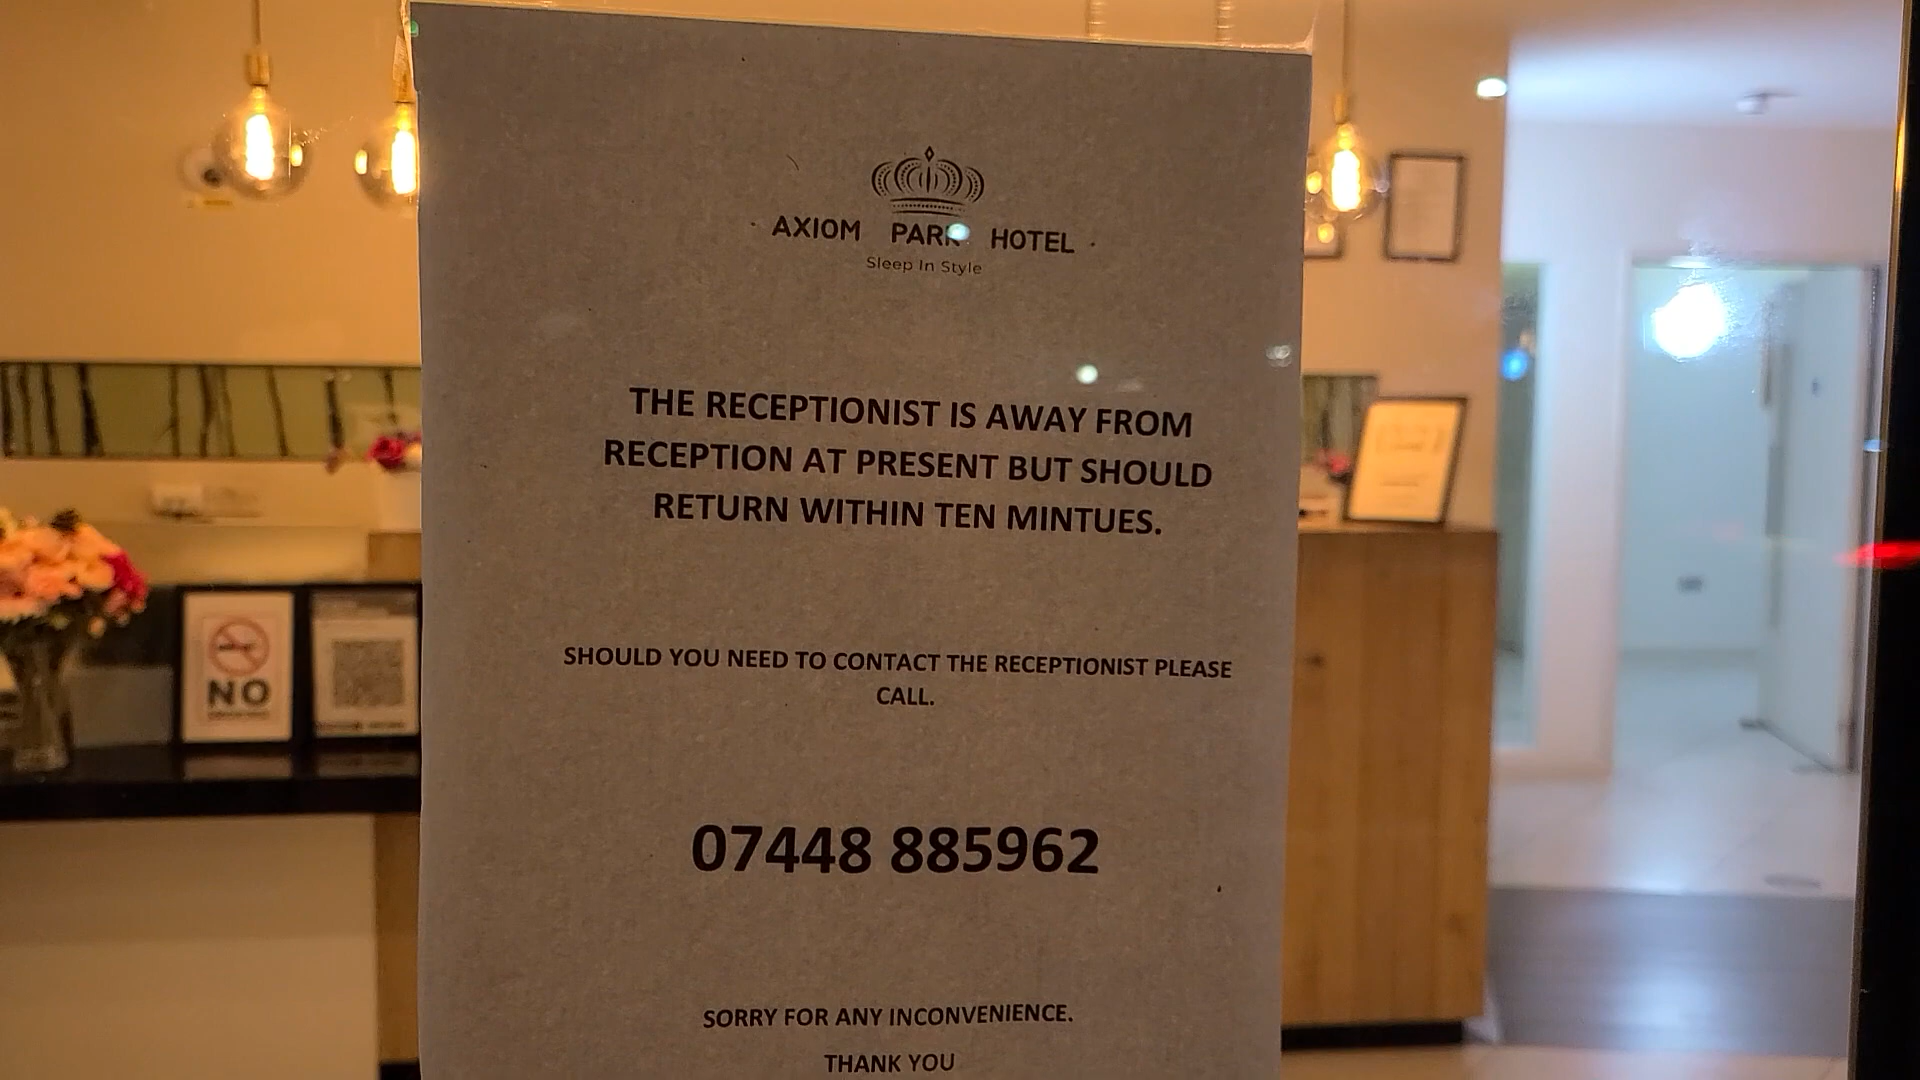 AXIOM PARK HOTEL
Sleep In Style
THE RECEPTIONIST IS AWAY FROM
RECEPTION AT PRESENT BUT SHOULD
RETURN WITHIN TEN MINTUES.
SHOULD YOU NEED TO CONTACT THE RECEPTIONIST PLEASE
CALL.
07448 885962
SORRY FOR ANY INCONVENIENCE.
THANK YOU
NO